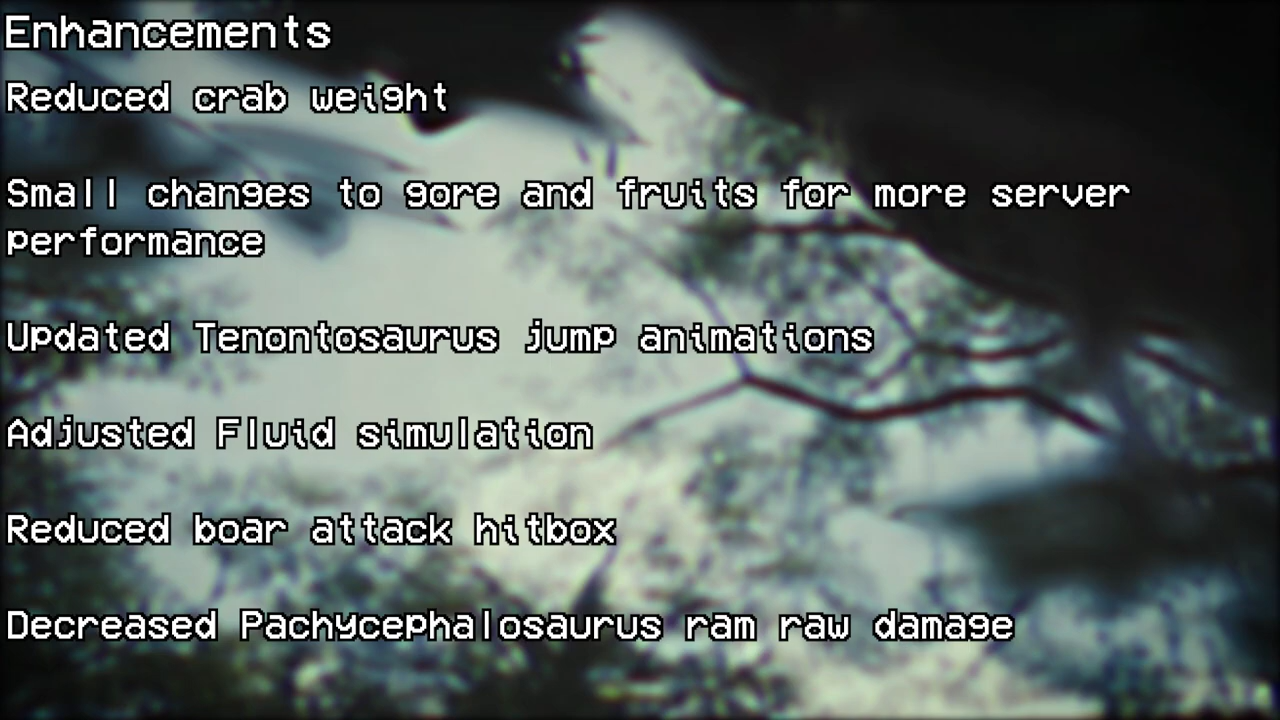 Enhancements
Reduced crab weight
Small changes to gore and fruits for more server
performance
Updated Tenontosaurus jump animations
Adjusted Fluid simulation
Reduced boar attack hitbox
Decreased Pachycephalosaurus ram raw damage